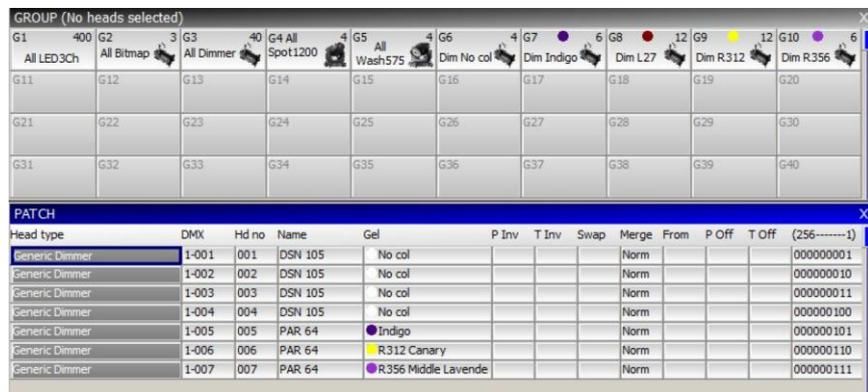 GROUP (No heads selected) X
G1 400 G2 3 G3 40 G4 All 4 G5 4 G6 4 G7 6 G8 12 G9 12 G10 6
All LED3Ch All Bitmap All Dimmer Spot1200 All Wash575 Dim No col Dim Indigo Dim L27 Dim R312 Dim R356
G11 G12 G13 G14 G15 G16 G17 G18 G19 G20
G21 G22 G23 G24 G25 G26 G27 G28 G29 G30
G31 G32 G33 G34 G35 G36 G37 G38 G39 G40
PATCH X
Head type DMX Hd no Name Gel P Inv T Inv Swap Merge From P Off T Off (256-------1)
Generic Dimmer 1-001 001 DSN 105 No col Norm 000000001
Generic Dimmer 1-002 002 DSN 105 No col Norm 000000010
Generic Dimmer 1-003 003 DSN 105 No col Norm 000000011
Generic Dimmer 1-004 004 DSN 105 No col Norm 000000100
Generic Dimmer 1-005 005 PAR 64 Indigo Norm 000000101
Generic Dimmer 1-006 006 PAR 64 R312 Canary Norm 000000110
Generic Dimmer 1-007 007 PAR 64 R356 Middle Lavende Norm 000000111